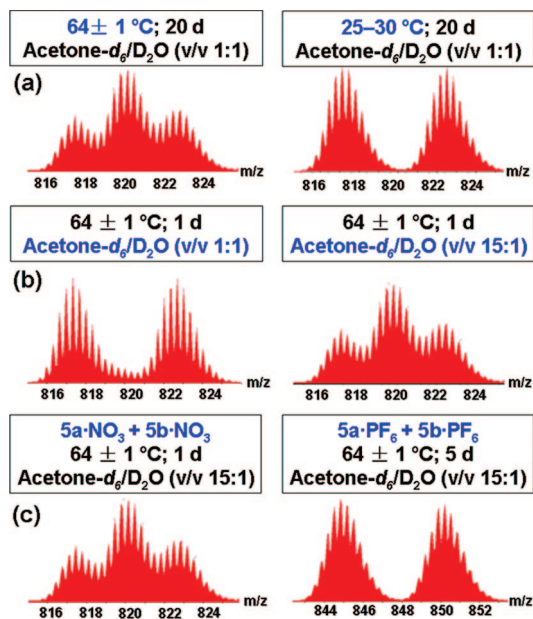 64 ± 1 °C; 20 d
Acetone-d6/D2O (v/v 1:1)
25–30 °C; 20 d
Acetone-d6/D2O (v/v 1:1)
(a)
m/z
816 818 820 822 824
m/z
816 818 820 822 824
64 ± 1 °C; 1 d
Acetone-d6/D2O (v/v 1:1)
64 ± 1 °C; 1 d
Acetone-d6/D2O (v/v 15:1)
(b)
m/z
816 818 820 822 824
m/z
816 818 820 822 824
5a·NO3 + 5b·NO3
64 ± 1 °C; 1 d
Acetone-d6/D2O (v/v 15:1)
5a·PF6 + 5b·PF6
64 ± 1 °C; 5 d
Acetone-d6/D2O (v/v 15:1)
(c)
m/z
816 818 820 822 824
m/z
844 846 848 850 852